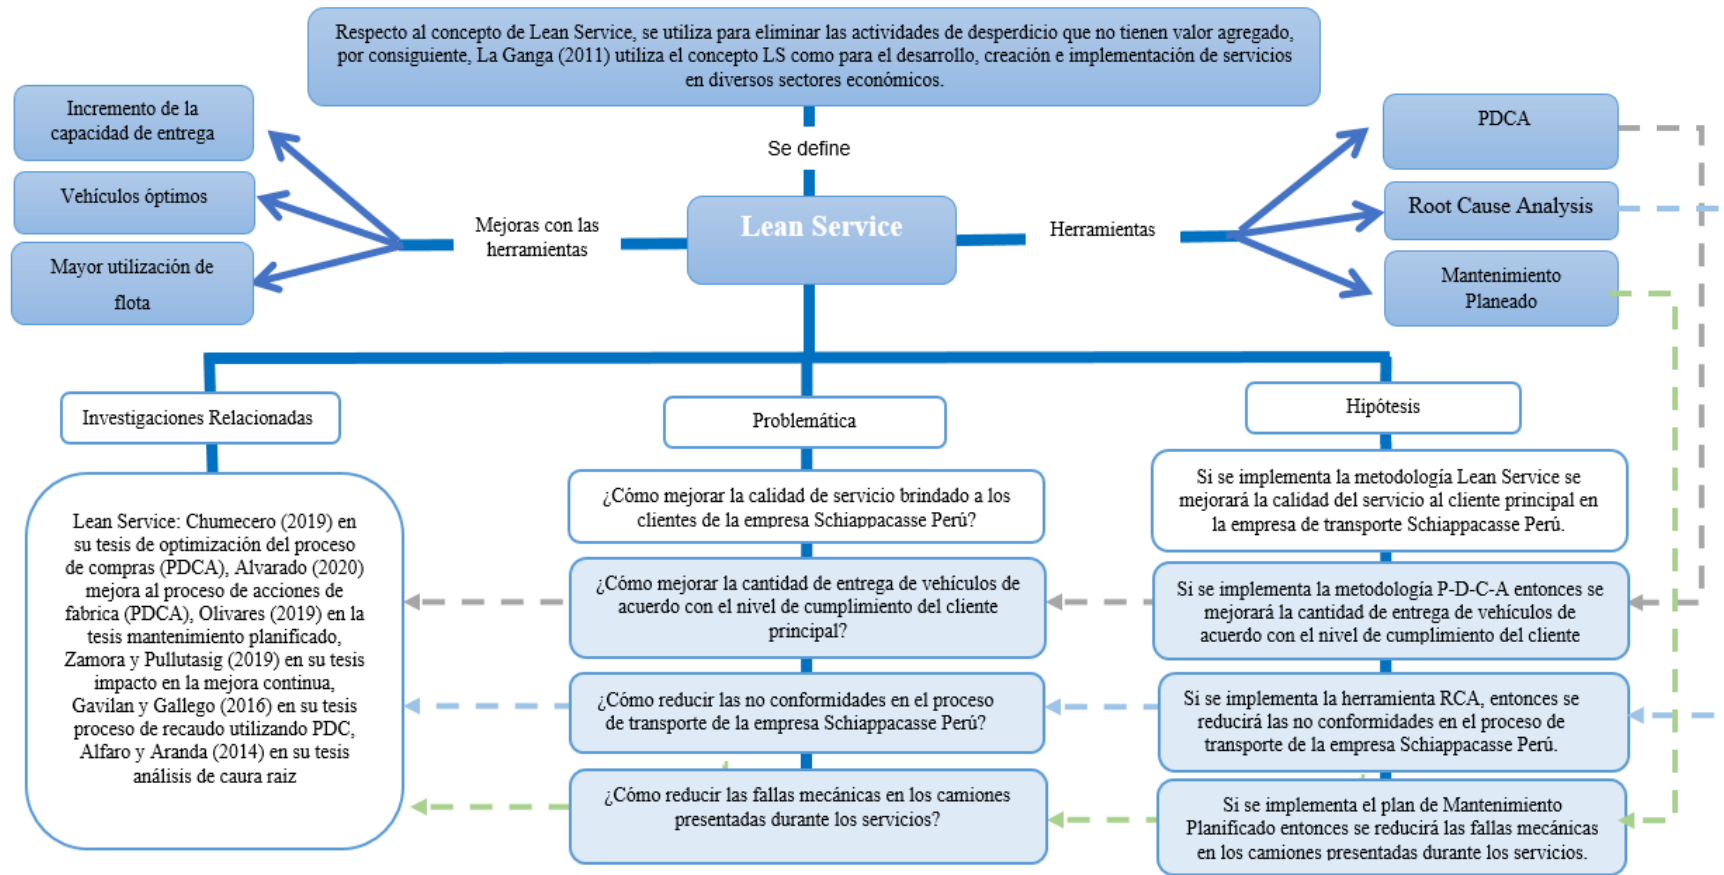 Respecto al concepto de Lean Service, se utiliza para eliminar las actividades de desperdicio que no tienen valor agregado,
por consiguiente, La Ganga (2011) utiliza el concepto LS como para el desarrollo, creación e implementación de servicios
en diversos sectores económicos.
Se define
Lean Service
Mejoras con las
herramientas
Incremento de la
capacidad de entrega
Vehículos óptimos
Mayor utilización de
flota
Herramientas
PDCA
Root Cause Analysis
Mantenimiento
Planeado
Investigaciones Relacionadas
Lean Service: Chumecero (2019) en
su tesis de optimización del proceso
de compras (PDCA), Alvarado (2020)
mejora al proceso de acciones de
fabrica (PDCA), Olivares (2019) en la
tesis mantenimiento planificado,
Zamora y Pullutasig (2019) en su tesis
impacto en la mejora continua,
Gavilan y Gallego (2016) en su tesis
proceso de recaudo utilizando PDC,
Alfaro y Aranda (2014) en su tesis
análisis de caura raiz
Problemática
¿Cómo mejorar la calidad de servicio brindado a los
clientes de la empresa Schiappacasse Perú?
¿Cómo mejorar la cantidad de entrega de vehículos de
acuerdo con el nivel de cumplimiento del cliente
principal?
¿Cómo reducir las no conformidades en el proceso
de transporte de la empresa Schiappacasse Perú?
¿Cómo reducir las fallas mecánicas en los camiones
presentadas durante los servicios?
Hipótesis
Si se implementa la metodología Lean Service se
mejorará la calidad del servicio al cliente principal en
la empresa de transporte Schiappacasse Perú.
Si se implementa la metodología P-D-C-A entonces se
mejorará la cantidad de entrega de vehículos de
acuerdo con el nivel de cumplimiento del cliente
Si se implementa la herramienta RCA, entonces se
reducirá las no conformidades en el proceso de
transporte de la empresa Schiappacasse Perú.
Si se implementa el plan de Mantenimiento
Planificado entonces se reducirá las fallas mecánicas
en los camiones presentadas durante los servicios.